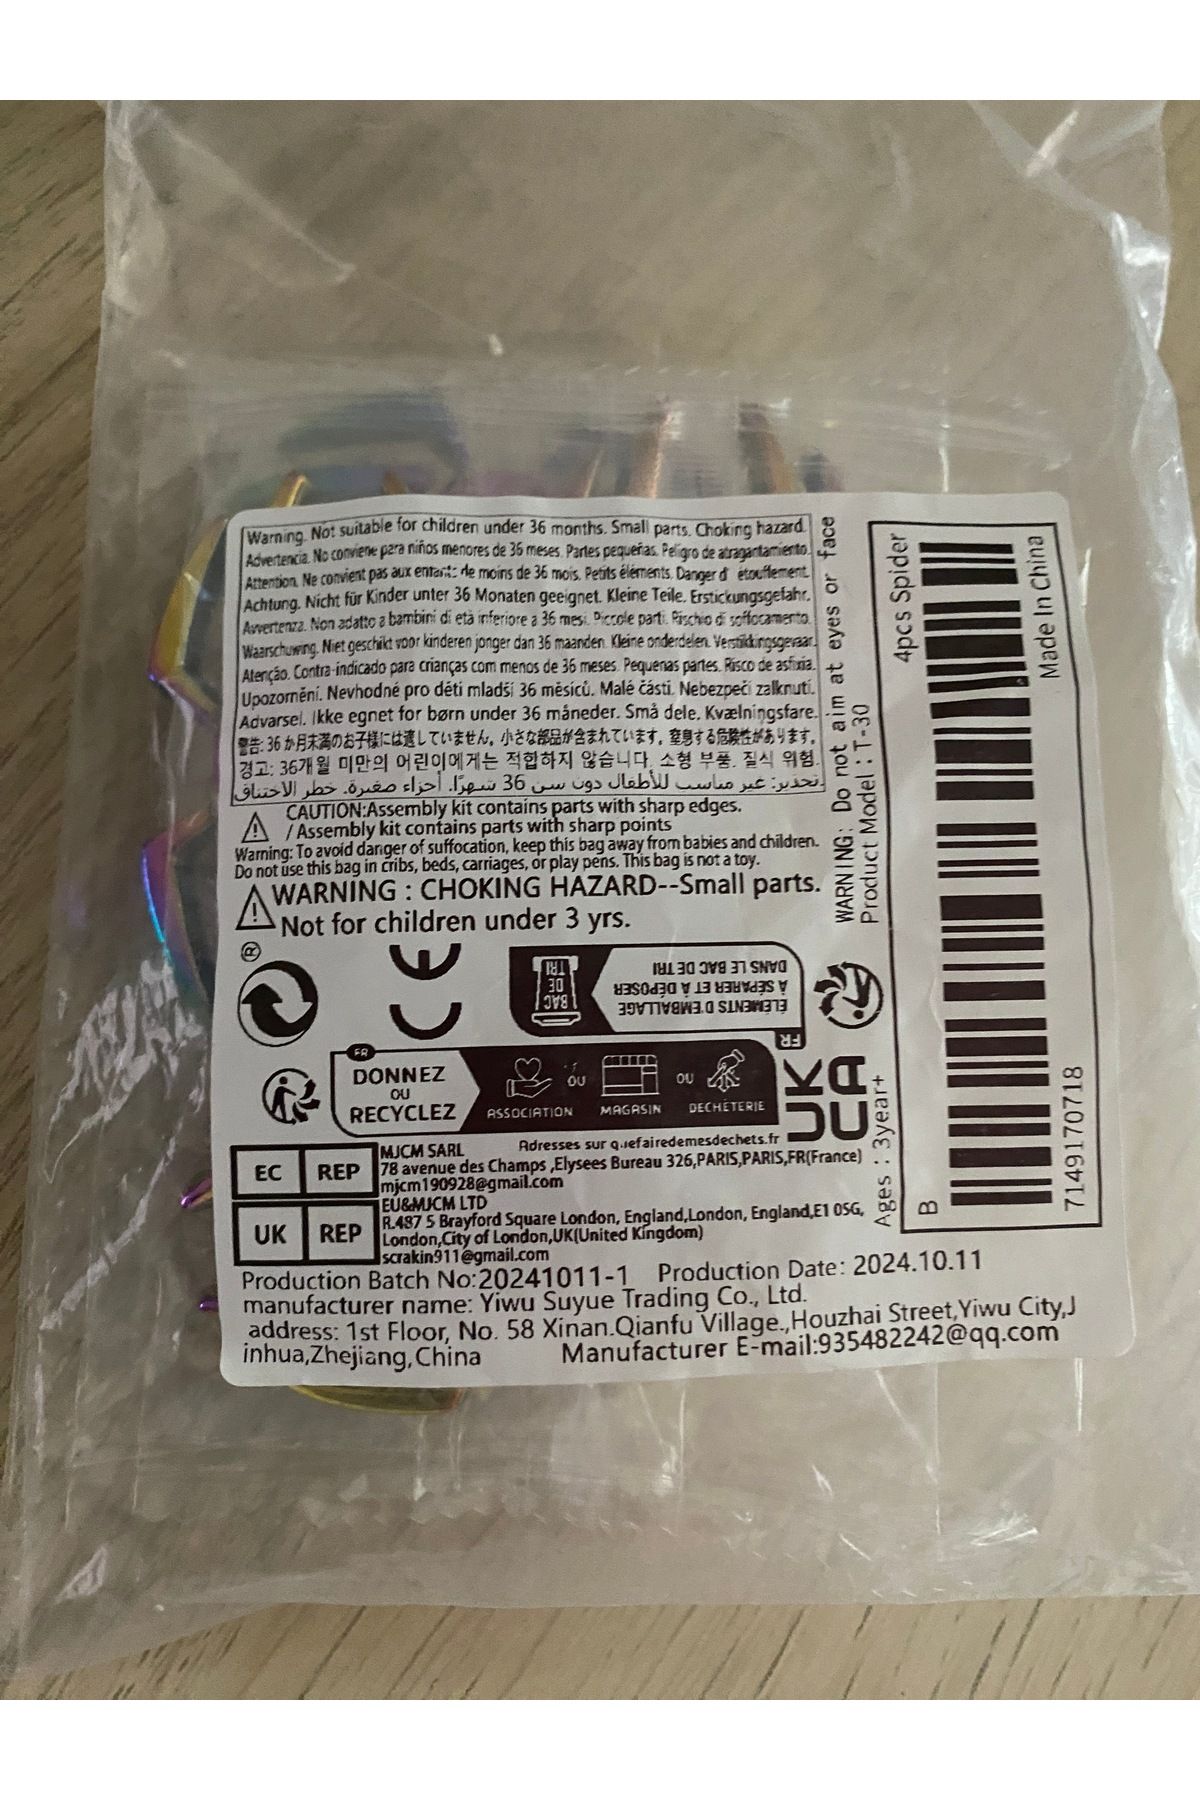 Warning. Not suitable for children under 36 months. Small parts. Choking hazard.
Advertencia. No conviene para niños menores de 36 meses. Partes pequeñas. Peligro de atragantamiento.
Attention. Ne convient pas aux enfants de moins de 36 mois. Petits éléments. Danger d' étouffement.
Achtung. Nicht für Kinder unter 36 Monaten geeignet. Kleine Teile. Erstickungsgefahr.
Avvertenza. Non adatto a bambini di età inferiore a 36 mesi. Piccole parti. Rischio di soffocamento.
Waarschuwing. Niet geschikt voor kinderen jonger dan 36 maanden. Kleine onderdelen. Verstikkingsgevaar.
Atenção. Contra-indicado para crianças com menos de 36 meses. Pequenas partes. Risco de asfixia.
Upozornění. Nevhodné pro děti mladší 36 měsíců. Malé části. Nebezpečí zalknutí.
Advarsel. Ikke egnet for børn under 36 måneder. Små dele. Kvælningsfare.
警告: 36 か月未満のお子様には適していません。小さな部品が含まれています。窒息する危険性があります。
경고: 36개월 미만의 어린이에게는 적합하지 않습니다. 소형 부품. 질식 위험.
تحذير: غير مناسب للأطفال دون سن 36 شهرًا. أجزاء صغيرة. خطر الاختناق.
CAUTION:Assembly kit contains parts with sharp edges.
/ Assembly kit contains parts with sharp points
Warning: To avoid danger of suffocation, keep this bag away from babies and children.
Do not use this bag in cribs, beds, carriages, or play pens. This bag is not a toy.
WARNING : CHOKING HAZARD--Small parts.
Not for children under 3 yrs.
WARNING: Do not aim at eyes or face
Product Model : T-30
4pcs Spider
Made In China
B
7149170718
Ages : 3year+
®
CE
ÉLÉMENTS D'EMBALLAGE
À SÉPARER ET À DÉPOSER
DANS LE BAC DE TRI
BAC
DE
TRI
FR
FR
DONNEZ
OU
RECYCLEZ
ASSOCIATION
OU
MAGASIN
OU
DÉCHÈTERIE
Adresses sur quefairedemesdechets.fr
UK
CA
EC REP
MJCM SARL
78 avenue des Champs ,Elysees Bureau 326,PARIS,PARIS,FR(France)
mjcm190928@gmail.com
UK REP
EU&MJCM LTD
R.487 5 Brayford Square London, England,London, England,E1 0SG,
London,City of London,UK(United Kingdom)
scrakin911@gmail.com
Production Batch No:20241011-1 Production Date: 2024.10.11
manufacturer name: Yiwu Suyue Trading Co., Ltd.
address: 1st Floor, No. 58 Xinan.Qianfu Village.,Houzhai Street,Yiwu City,J
inhua,Zhejiang,China Manufacturer E-mail:935482242@qq.com